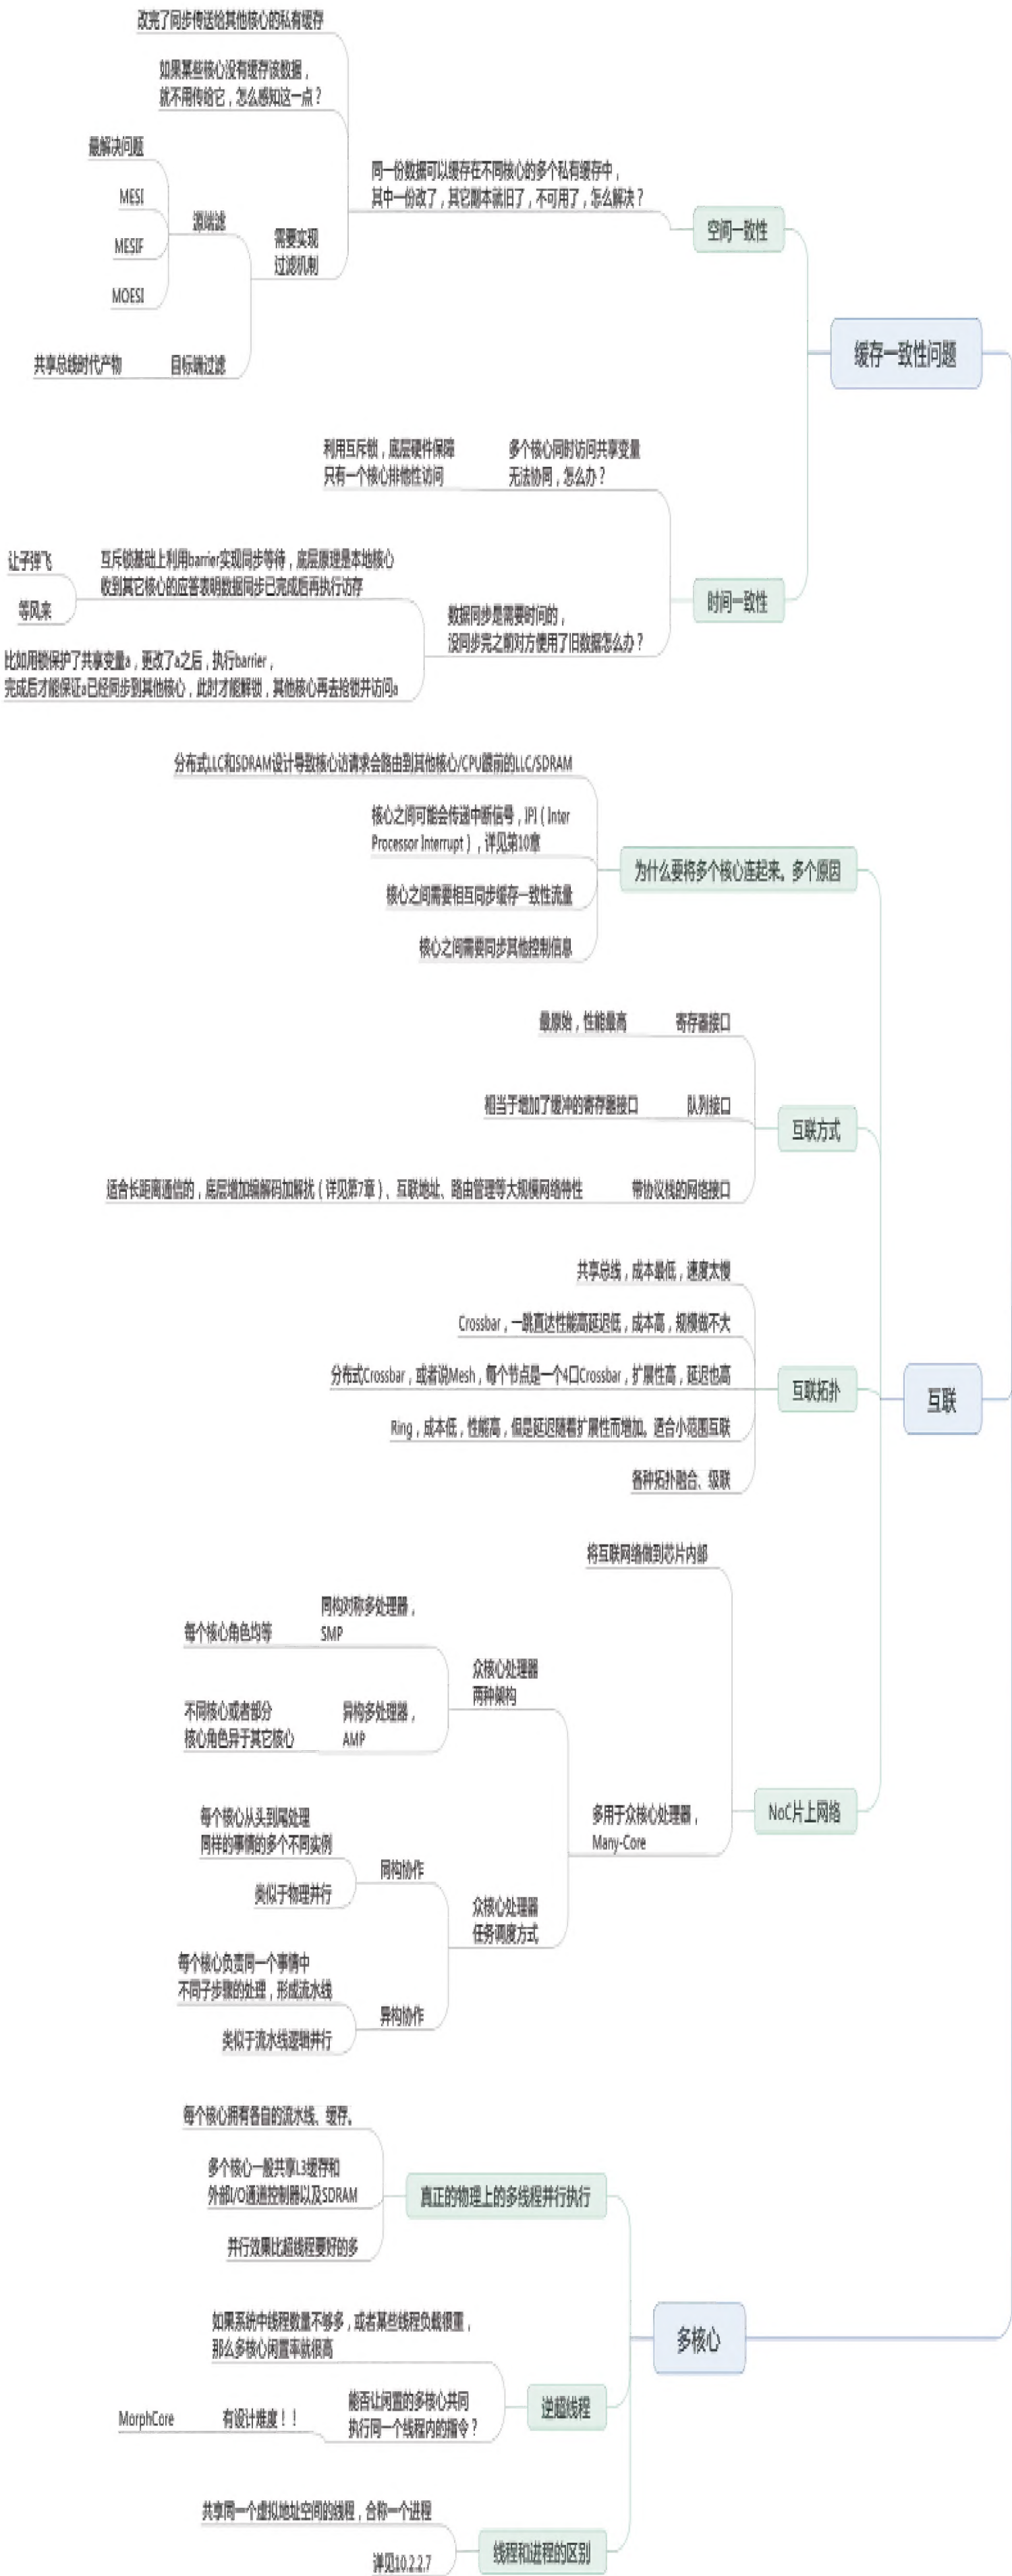 缓存一致性问题
空间一致性
同一份数据可以缓存在不同核心的多个私有缓存中，
其中一份改了，其它副本就旧了，不可用了，怎么解决？
改完了同步传送给其他核心的私有缓存
如果某些核心没有缓存该数据，
就不用传给它，怎么感知这一点？
需要实现
过滤机制
源端滤
最解决问题
MESI
MESIF
MOESI
目标端过滤
共享总线时代产物
时间一致性
多个核心同时访问共享变量
无法协同，怎么办？
利用互斥锁，底层硬件保障
只有一个核心排他性访问
数据同步是需要时间的，
没同步完之前对方使用了旧数据怎么办？
互斥锁基础上利用barrier实现同步等待，底层原理是本地核心
收到其它核心的应答表明数据同步已完成后再执行访存
让子弹飞
等风来
比如用锁保护了共享变量a，更改了a之后，执行barrier，
完成后才能保证a已经同步到其他核心，此时才能解锁，其他核心再去抢锁并访问a
互联
为什么要将多个核心连起来。多个原因
分布式LLC和SDRAM设计导致核心访请求会路由到其他核心/CPU跟前的LLC/SDRAM
核心之间可能会传递中断信号，IPI（Inter
Processor Interrupt），详见第10章
核心之间需要相互同步缓存一致性流量
核心之间需要同步其他控制信息
互联方式
寄存器接口
最原始，性能最高
队列接口
相当于增加了缓冲的寄存器接口
带协议栈的网络接口
适合长距离通信的，底层增加编解码加解扰（详见第7章）、互联地址、路由管理等大规模网络特性
互联拓扑
共享总线，成本最低，速度太慢
Crossbar，一跳直达性能高延迟低，成本高，规模做不大
分布式Crossbar，或者说Mesh，每个节点是一个4口Crossbar，扩展性高，延迟也高
Ring，成本低，性能高，但是延迟随着扩展性而增加。适合小范围互联
各种拓扑融合、级联
NoC片上网络
将互联网络做到芯片内部
多用于众核心处理器，
Many-Core
众核心处理器
两种架构
同构对称多处理器，
SMP
每个核心角色均等
异构多处理器，
AMP
不同核心或者部分
核心角色异于其它核心
众核心处理器
任务调度方式
同构协作
每个核心从头到尾处理
同样的事情的多个不同实例
类似于物理并行
异构协作
每个核心负责同一个事情中
不同子步骤的处理，形成流水线
类似于流水线逻辑并行
多核心
真正的物理上的多线程并行执行
每个核心拥有各自的流水线、缓存。
多个核心一般共享L3缓存和
外部I/O通道控制器以及SDRAM
并行效果比超线程要好的多
逆超线程
如果系统中线程数量不够多，或者某些线程负载很重，
那么多核心闲置率就很高
能否让闲置的多核心共同
执行同一个线程内的指令？
有设计难度！！
MorphCore
线程和进程的区别
共享同一个虚拟地址空间的线程，合称一个进程
详见10.2.2.7